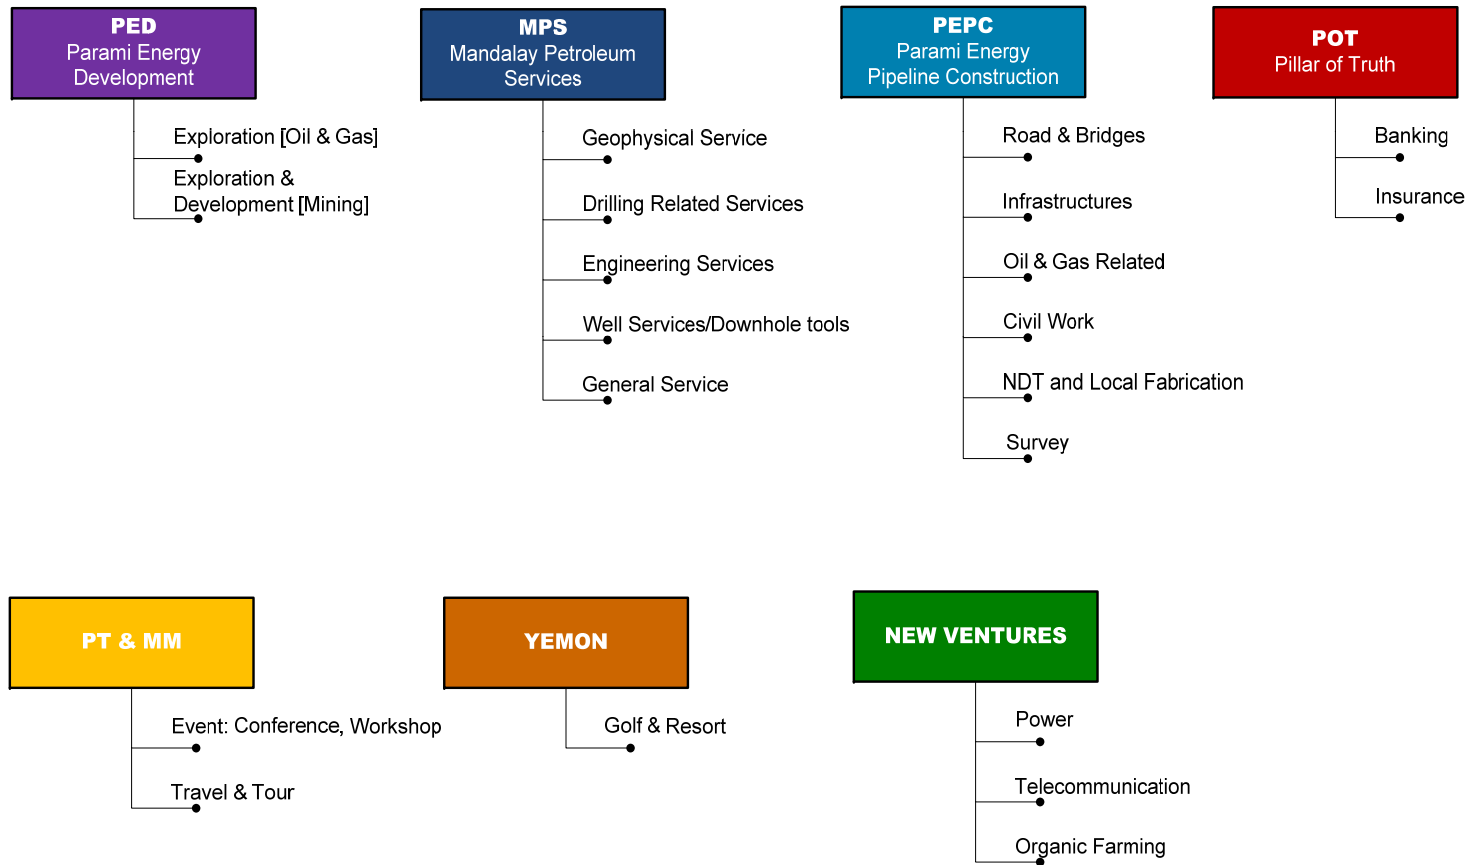 PED
Parami Energy
Development
Exploration [Oil & Gas]
Exploration &
Development [Mining]
MPS
Mandalay Petroleum
Services
Geophysical Service
Drilling Related Services
Engineering Services
Well Services/Downhole tools
General Service
PEPC
Parami Energy
Pipeline Construction
Road & Bridges
Infrastructures
Oil & Gas Related
Civil Work
NDT and Local Fabrication
Survey
POT
Pillar of Truth
Banking
Insurance
PT & MM
Event: Conference, Workshop
Travel & Tour
YEMON
Golf & Resort
NEW VENTURES
Power
Telecommunication
Organic Farming